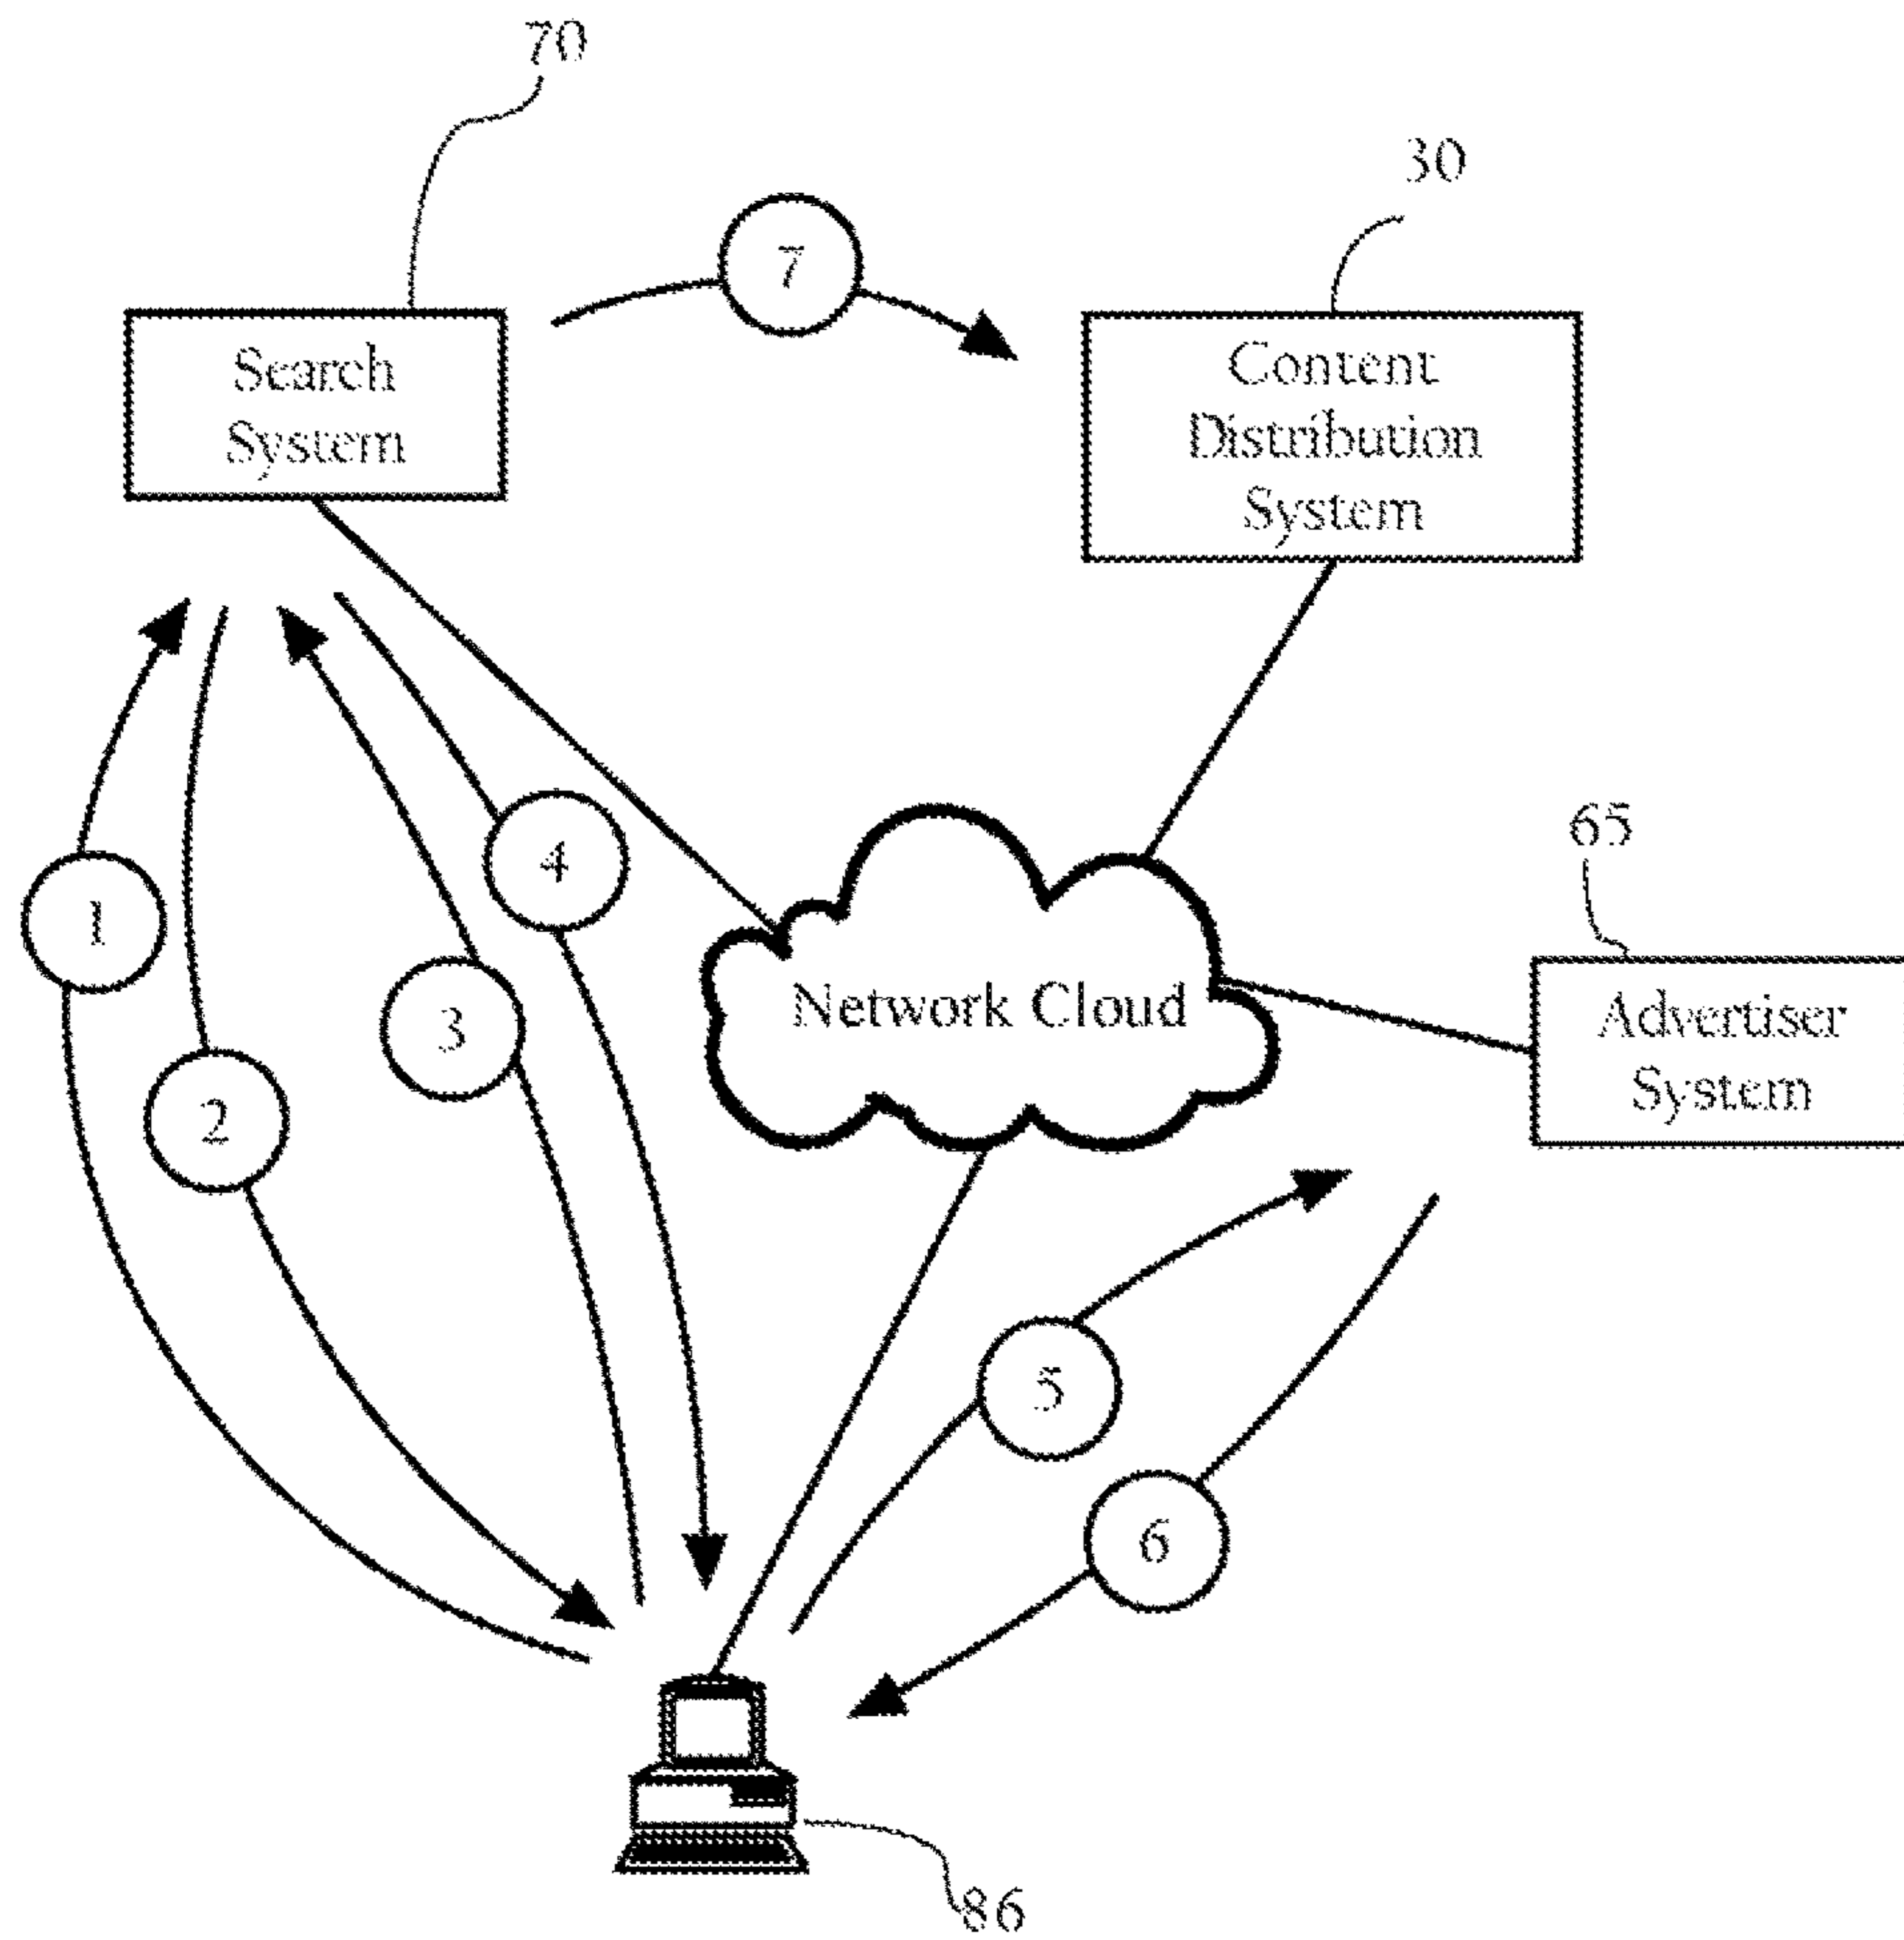 70
30
7
Search
System
Content
Distribution
System
4
65
1
3
Network Cloud
Advertiser
System
2
5
6
86